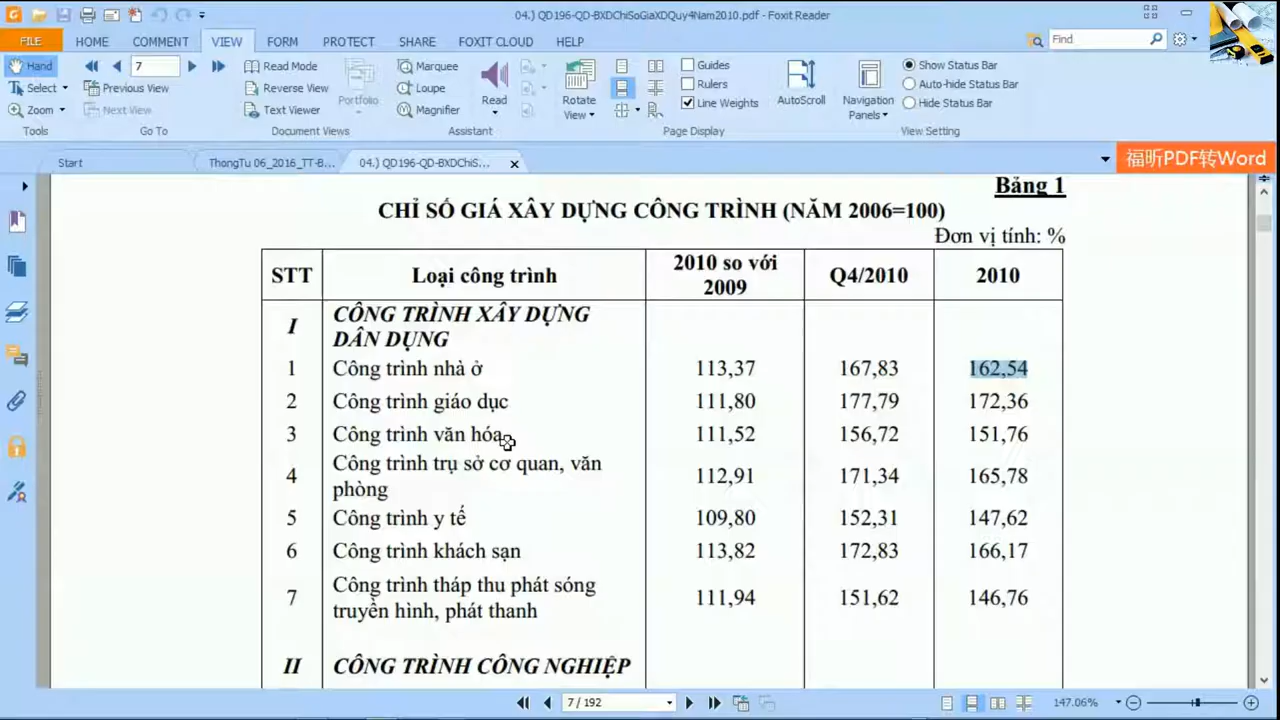 04.) QD196-QD-BXDChiSoGiaXDQuy4Nam2010.pdf - Foxit Reader
FILE HOME COMMENT VIEW FORM PROTECT SHARE FOXIT CLOUD HELP
Find
Hand
Select
Zoom
Tools
7
Previous View
Next View
Go To
Read Mode
Reverse View
Text Viewer
Document Views
Portfolio
Marquee
Loupe
Magnifier
Assistant
Read
Rotate
View
Guides
Rulers
Line Weights
Page Display
AutoScroll
Navigation
Panels
Show Status Bar
Auto-hide Status Bar
Hide Status Bar
View Setting
Start
ThongTu 06_2016_TT-B...
04.) QD196-QD-BXDChiS...
福昕PDF转Word
Bảng 1
CHỈ SỐ GIÁ XÂY DỰNG CÔNG TRÌNH (NĂM 2006=100)
Đơn vị tính: %
STT Loại công trình 2010 so với 2009 Q4/2010 2010
I CÔNG TRÌNH XÂY DỰNG
DÂN DỤNG
1 Công trình nhà ở 113,37 167,83 162,54
2 Công trình giáo dục 111,80 177,79 172,36
3 Công trình văn hóa 111,52 156,72 151,76
4 Công trình trụ sở cơ quan, văn
phòng 112,91 171,34 165,78
5 Công trình y tế 109,80 152,31 147,62
6 Công trình khách sạn 113,82 172,83 166,17
7 Công trình tháp thu phát sóng
truyền hình, phát thanh 111,94 151,62 146,76
II CÔNG TRÌNH CÔNG NGHIỆP
7 / 192
147.06%